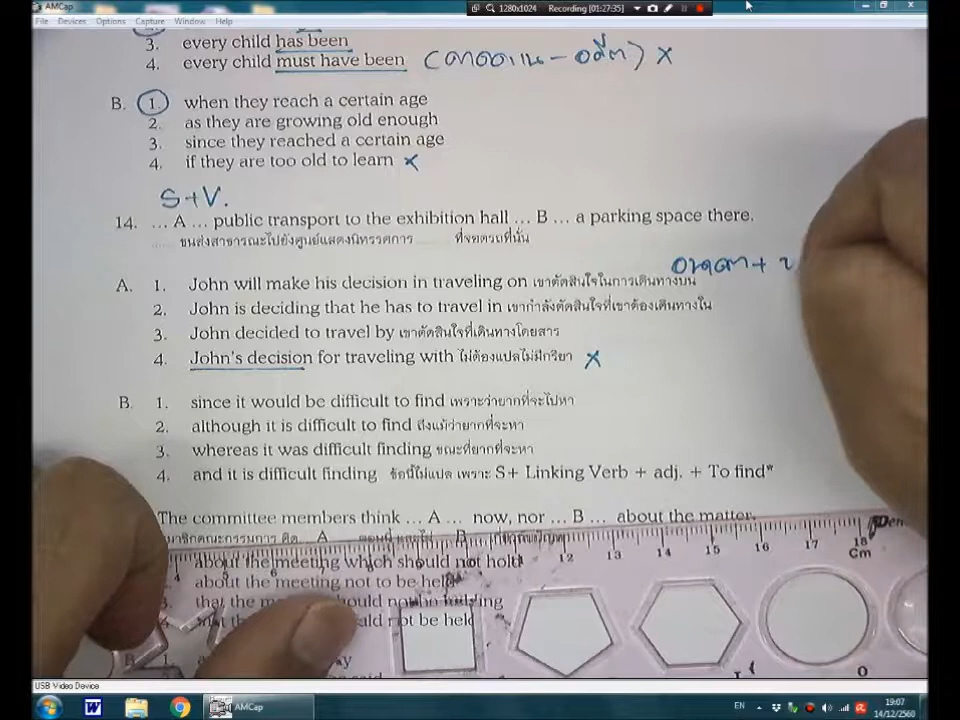 AMCap
1280x1024 Recording [01:27:35]
File Devices Options Capture Window Help
3. every child has been
4. every child must have been (คาดคะเน - อดีต) x
B. 1. when they reach a certain age
2. as they are growing old enough
3. since they reached a certain age
4. if they are too old to learn x
S+V.
14. ... A ... public transport to the exhibition hall ... B ... a parking space there.
ขนส่งสาธารณะไปยังศูนย์แสดงนิทรรศการ ที่จอดรถที่นั่น
A. 1. John will make his decision in traveling on เขาตัดสินใจในการเดินทางบน
2. John is deciding that he has to travel in เขากำลังตัดสินใจที่เขาต้องเดินทางใน
3. John decided to travel by เขาตัดสินใจที่เดินทางโดยสาร
4. John's decision for traveling with ไม่ต้องแปลไม่มีกริยา x
B. 1. since it would be difficult to find เพราะว่ายากที่จะไปหา
2. although it is difficult to find ถึงแม้ว่ายากที่จะหา
3. whereas it was difficult finding ขณะที่ยากที่จะหา
4. and it is difficult finding ข้อนี้ไม่แปล เพราะ S+ Linking Verb + adj. + To find*
The committee members think ... A ... now, nor ... B ... about the matter.
about the meeting which should not hold
about the meeting not to be held
12 13 14 15 16 17 18
Cm
USB Video Device
AMCap
EN
19:07
14/12/2560